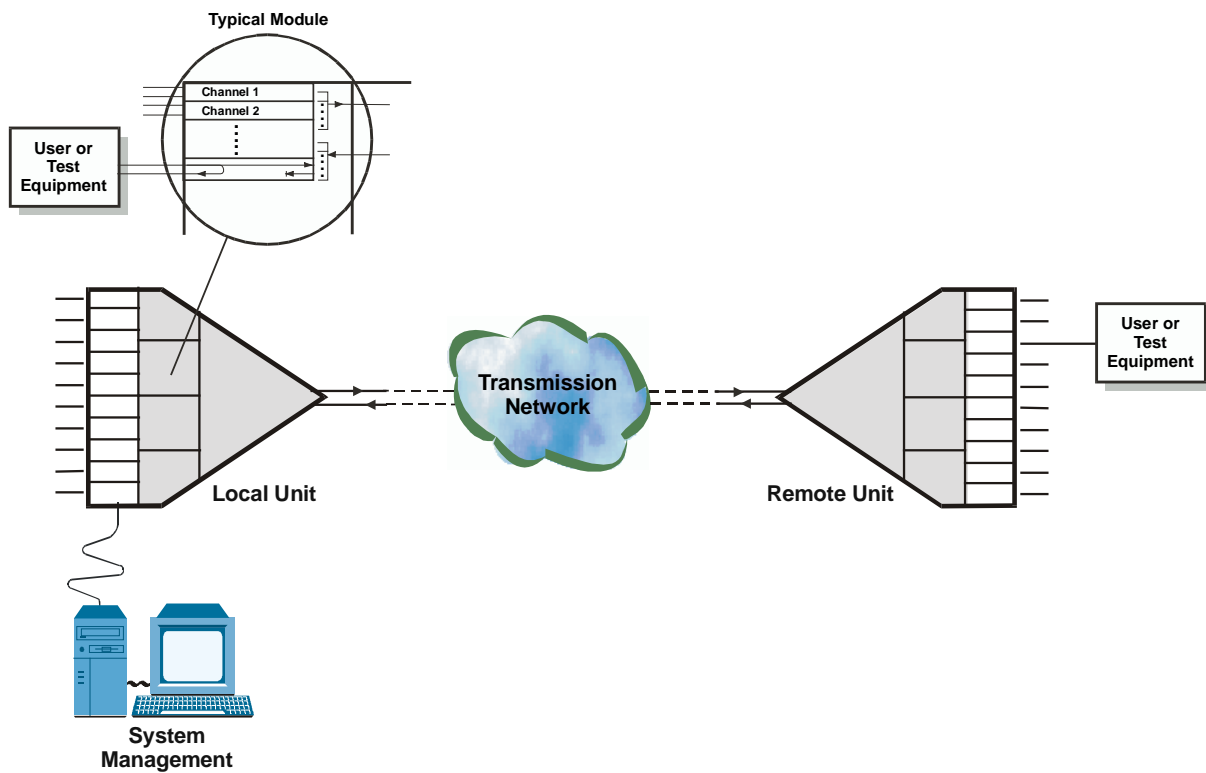 Typical Module
Channel 1
Channel 2
User or
Test
Equipment
User or
Test
Equipment
Transmission
Network
Local Unit
Remote Unit
System
Management